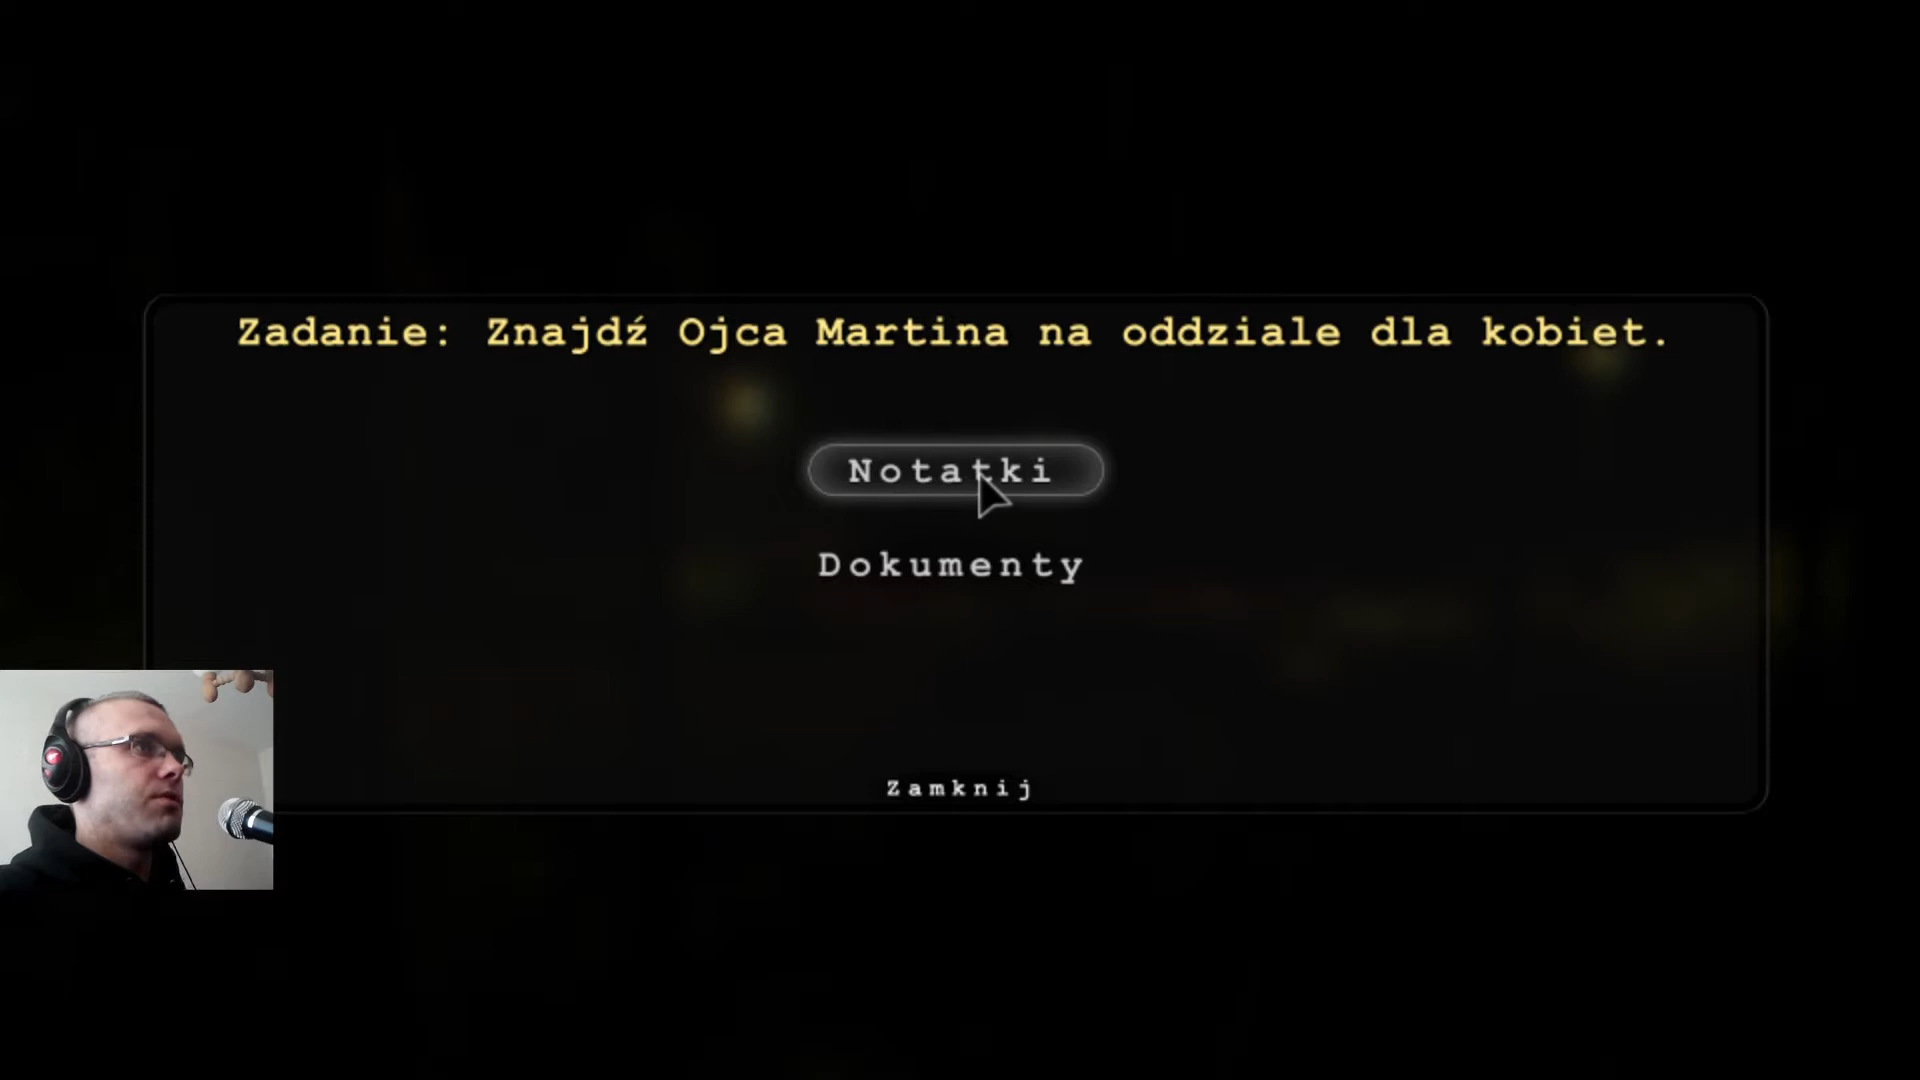 Zadanie: Znajdź Ojca Martina na oddziale dla kobiet.
Notatki
Dokumenty
Zamknij